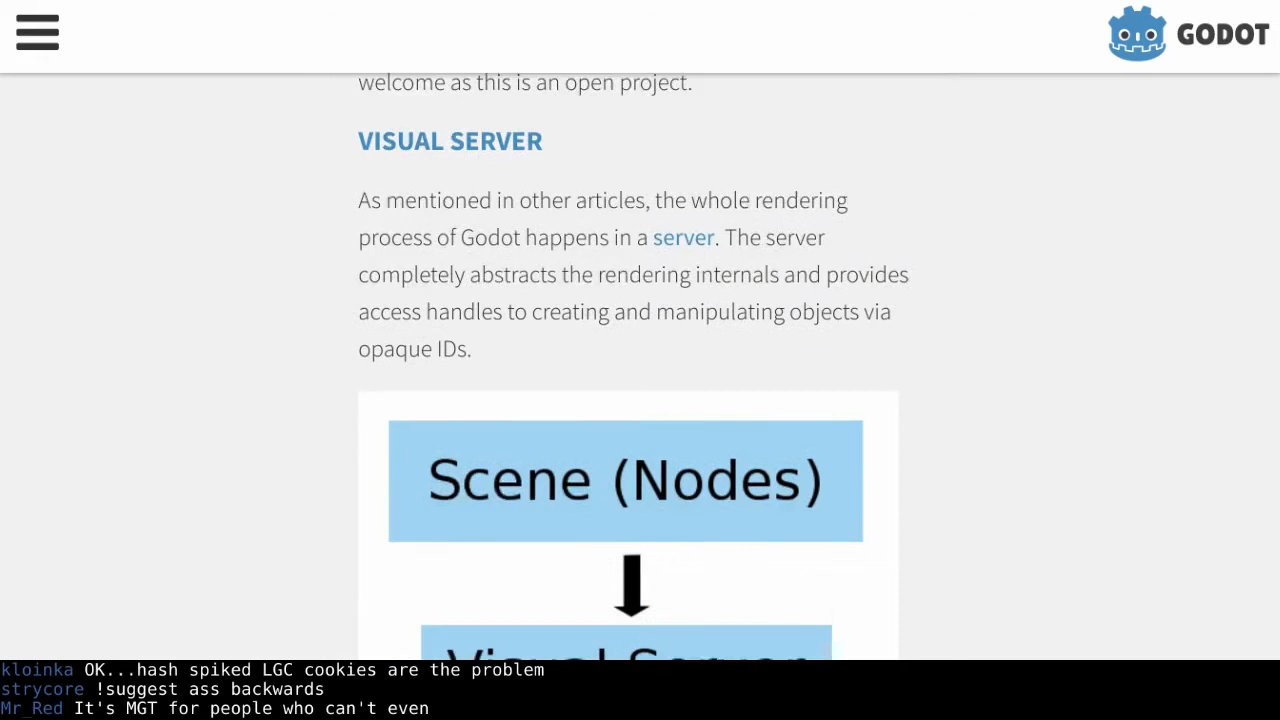 GODOT
welcome as this is an open project.
VISUAL SERVER
As mentioned in other articles, the whole rendering
process of Godot happens in a server. The server
completely abstracts the rendering internals and provides
access handles to creating and manipulating objects via
opaque IDs.
Scene (Nodes)
Visual Server
kloinka OK...hash spiked LGC cookies are the problem
strycore !suggest ass backwards
Mr_Red It's MGT for people who can't even